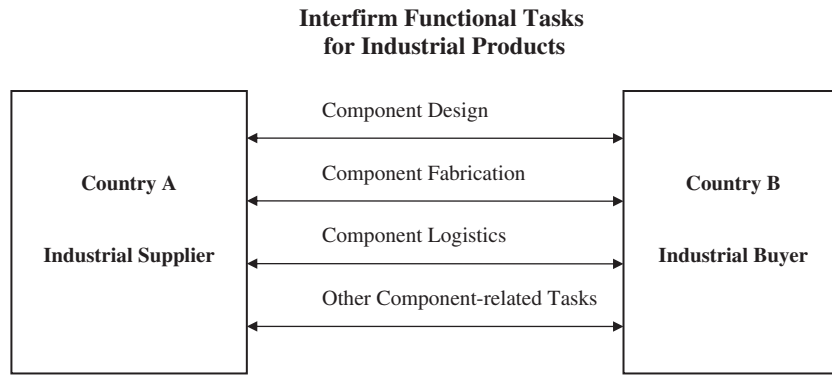 Interfirm Functional Tasks
for Industrial Products
Component Design
Country A
Component Fabrication
Country B
Industrial Supplier
Component Logistics
Industrial Buyer
Other Component-related Tasks